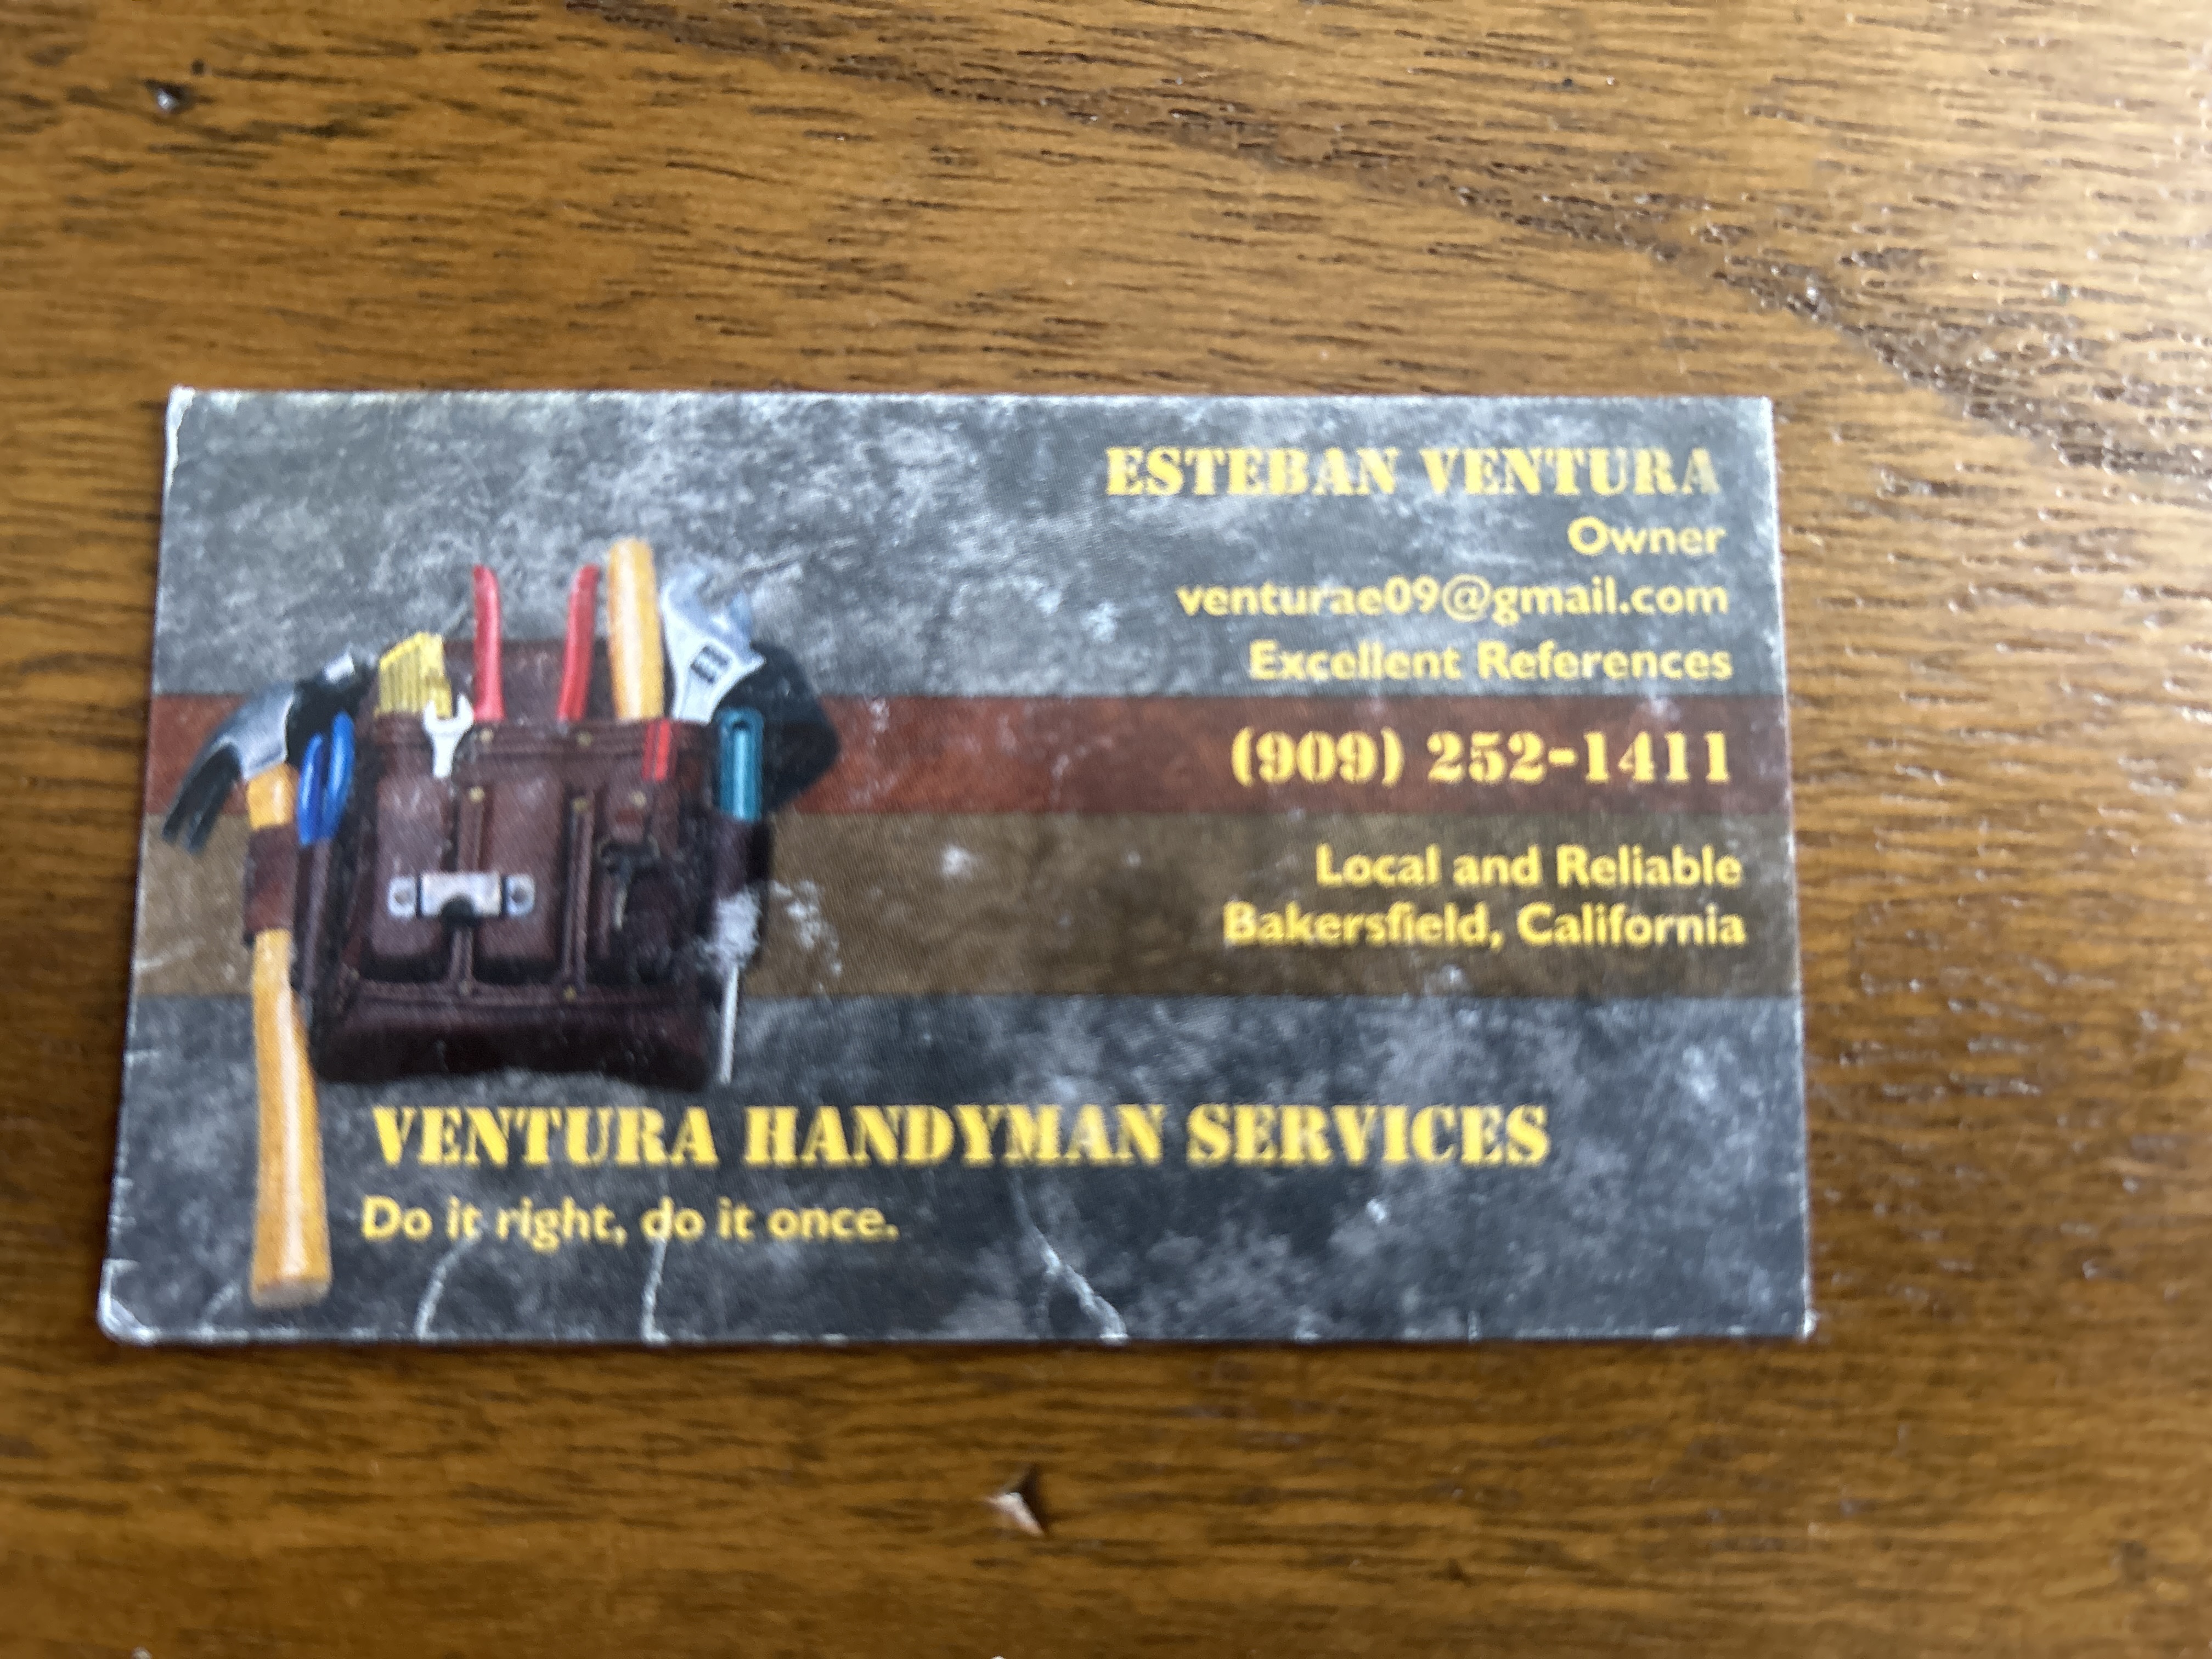 ESTEBAN VENTURA
Owner
venturae09@gmail.com
Excellent References
(909) 252-1411
Local and Reliable
Bakersfield, California
VENTURA HANDYMAN SERVICES
Do it right, do it once.